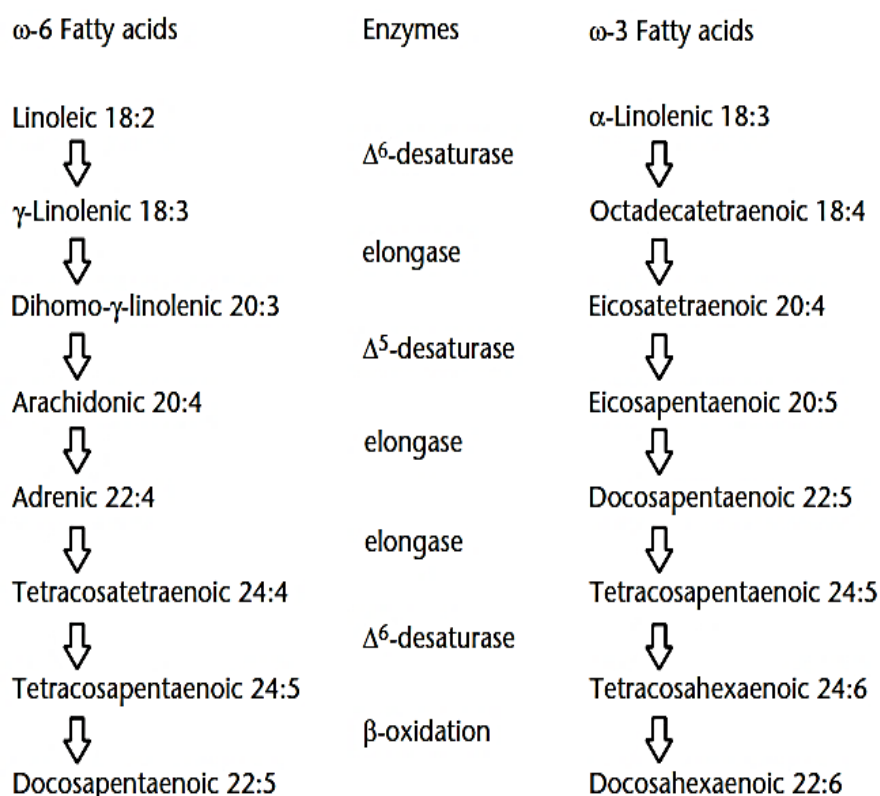 ω-6 Fatty acids Enzymes ω-3 Fatty acids
Linoleic 18:2 α-Linolenic 18:3
Δ⁶-desaturase
γ-Linolenic 18:3 Octadecatetraenoic 18:4
elongase
Dihomo-γ-linolenic 20:3 Eicosatetraenoic 20:4
Δ⁵-desaturase
Arachidonic 20:4 Eicosapentaenoic 20:5
elongase
Adrenic 22:4 Docosapentaenoic 22:5
elongase
Tetracosatetraenoic 24:4 Tetracosapentaenoic 24:5
Δ⁶-desaturase
Tetracosapentaenoic 24:5 Tetracosahexaenoic 24:6
β-oxidation
Docosapentaenoic 22:5 Docosahexaenoic 22:6